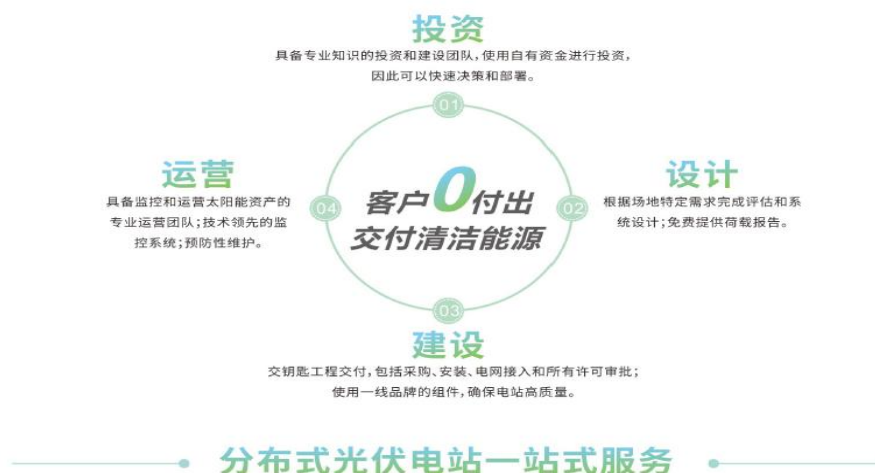 投资
具备专业知识的投资和建设团队，使用自有资金进行投资，
因此可以快速决策和部署。
01
运营
具备监控和运营太阳能资产的
专业运营团队；技术领先的监
控系统；预防性维护。
04
客户0付出
交付清洁能源
02
设计
根据场地特定需求完成评估和系
统设计；免费提供荷载报告。
03
建设
交钥匙工程交付，包括采购、安装、电网接入和所有许可审批；
使用一线品牌的组件，确保电站高质量。
分布式光伏电站一站式服务